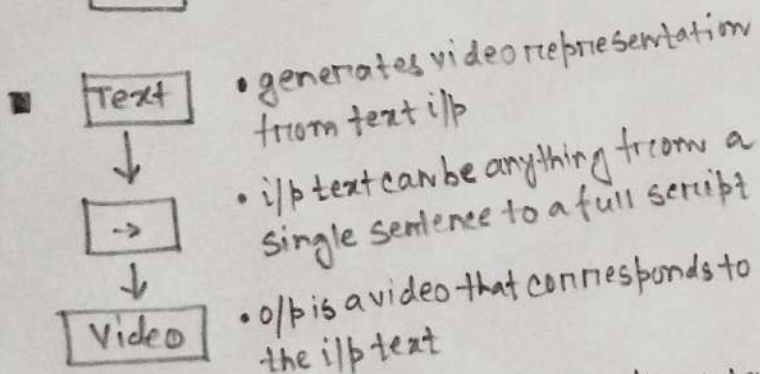 Text
• generates video representation
from text i/p
• i/p text can be anything from a
single sentence to a full script
->
• o/p is a video that corresponds to
the i/p text
Video